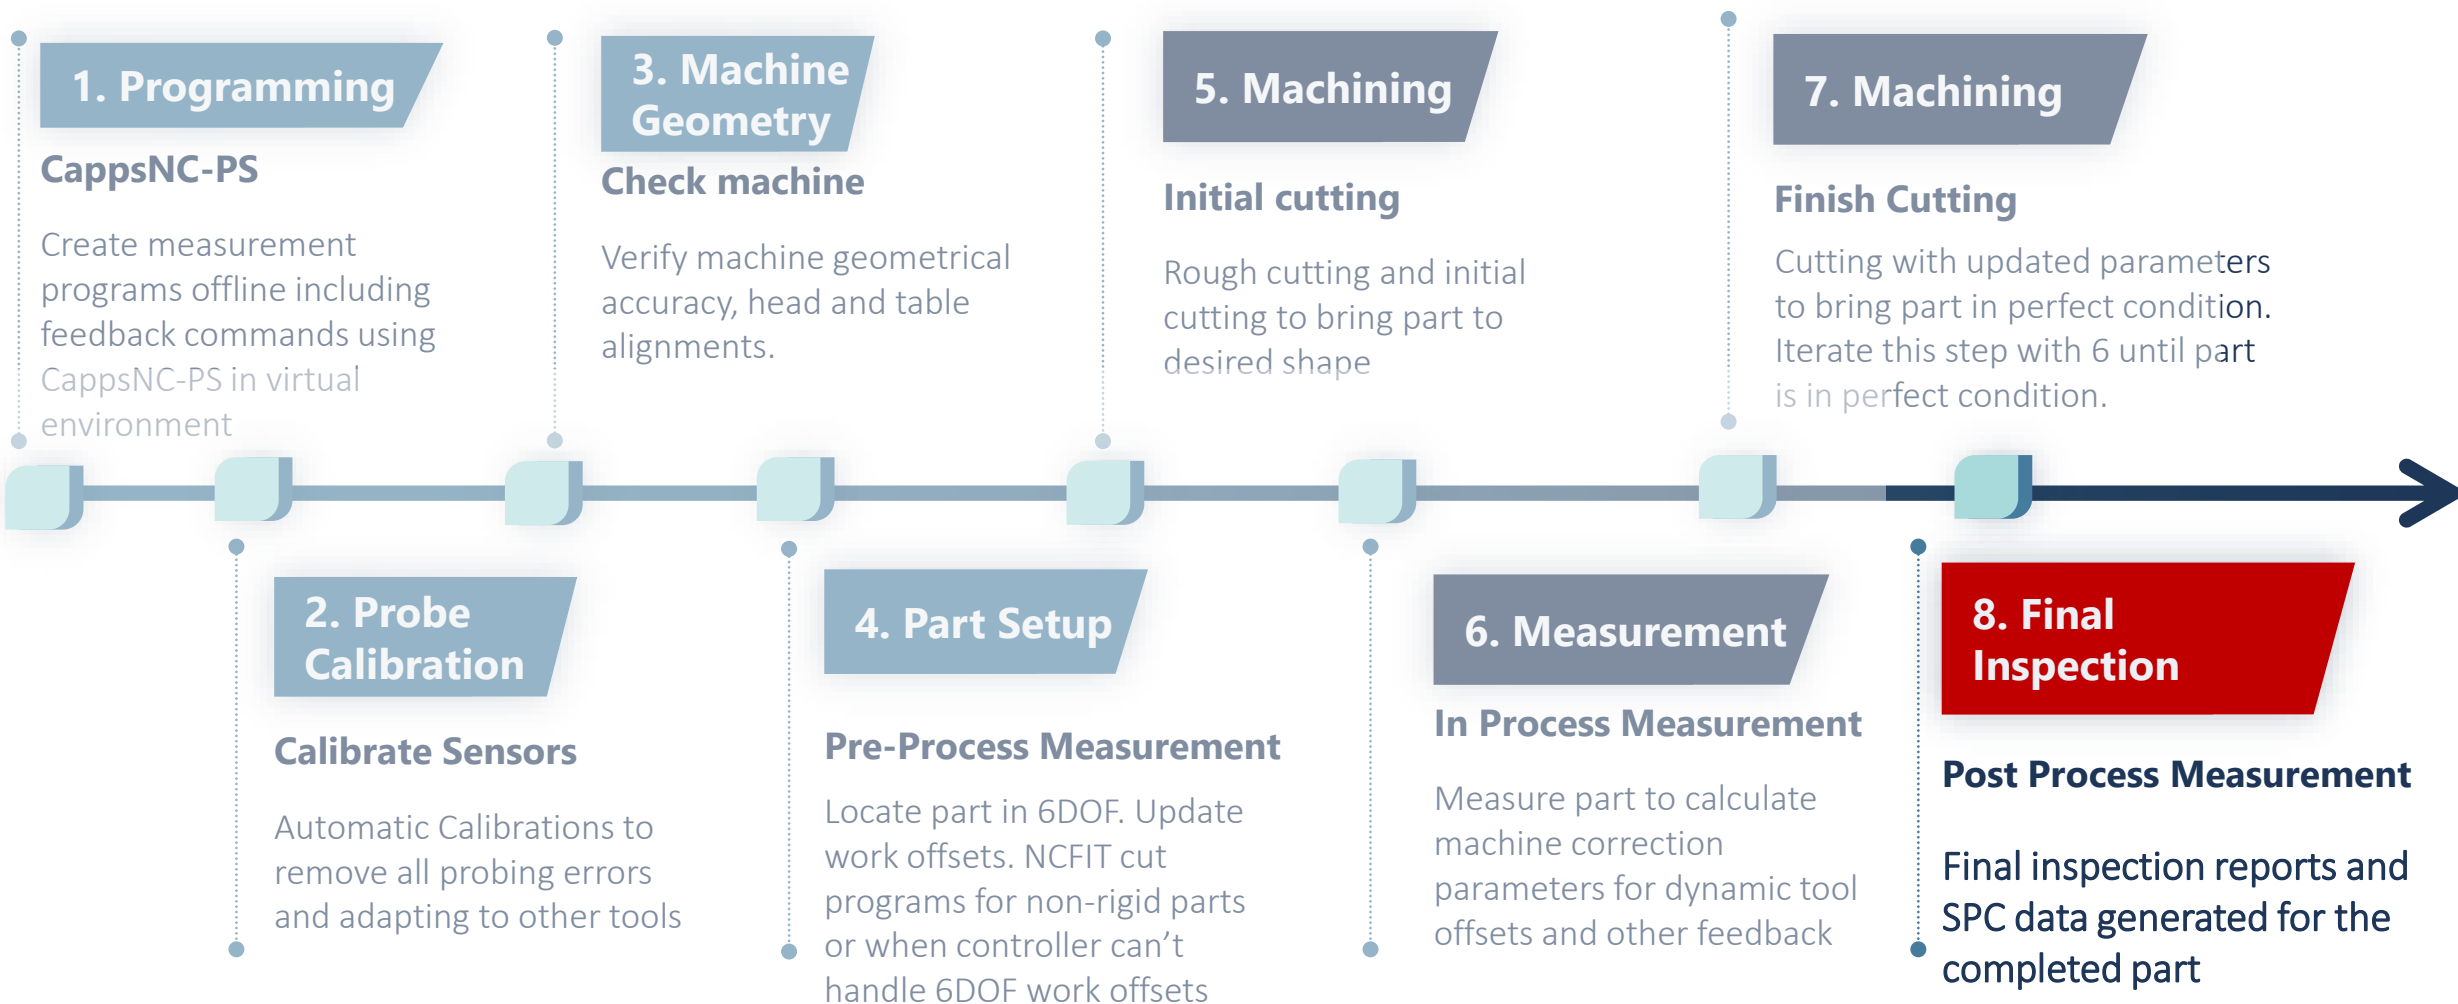 1. Programming
CappsNC-PS
Create measurement
programs offline including
feedback commands using
CappsNC-PS in virtual
environment
2. Probe
Calibration
Calibrate Sensors
Automatic Calibrations to
remove all probing errors
and adapting to other tools
3. Machine
Geometry
Check machine
Verify machine geometrical
accuracy, head and table
alignments.
4. Part Setup
Pre-Process Measurement
Locate part in 6DOF. Update
work offsets. NCFIT cut
programs for non-rigid parts
or when controller can’t
handle 6DOF work offsets
5. Machining
Initial cutting
Rough cutting and initial
cutting to bring part to
desired shape
6. Measurement
In Process Measurement
Measure part to calculate
machine correction
parameters for dynamic tool
offsets and other feedback
7. Machining
Finish Cutting
Cutting with updated parameters
to bring part in perfect condition.
Iterate this step with 6 until part
is in perfect condition.
8. Final
Inspection
Post Process Measurement
Final inspection reports and
SPC data generated for the
completed part